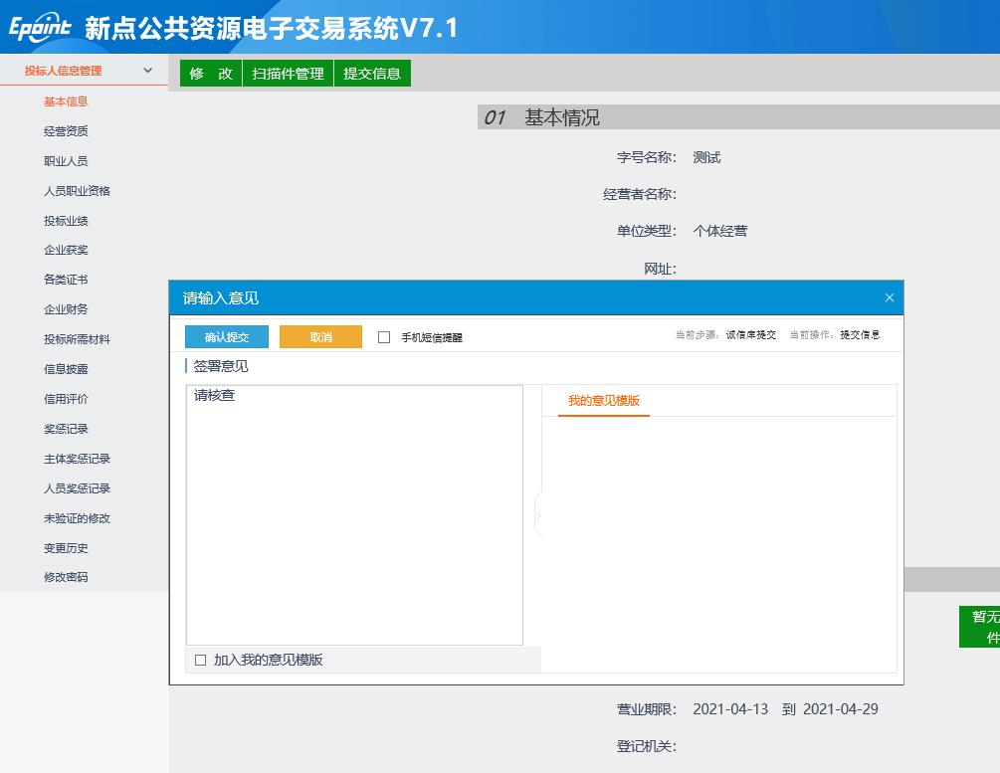 Epoint 新点公共资源电子交易系统V7.1
投标人信息管理
基本信息
经营资质
职业人员
人员职业资格
投标业绩
企业获奖
各类证书
企业财务
投标所需材料
信息披露
信用评价
奖惩记录
主体奖惩记录
人员奖惩记录
未验证的修改
变更历史
修改密码
修 改 扫描件管理 提交信息
01 基本情况
字号名称： 测试
经营者名称：
单位类型： 个体经营
网址：
请输入意见
确认提交 取消 手机短信提醒 当前步骤：诚信库提交 当前操作：提交信息
签署意见
请核查
我的意见模版
加入我的意见模版
暂无
件
营业期限： 2021-04-13 到 2021-04-29
登记机关：